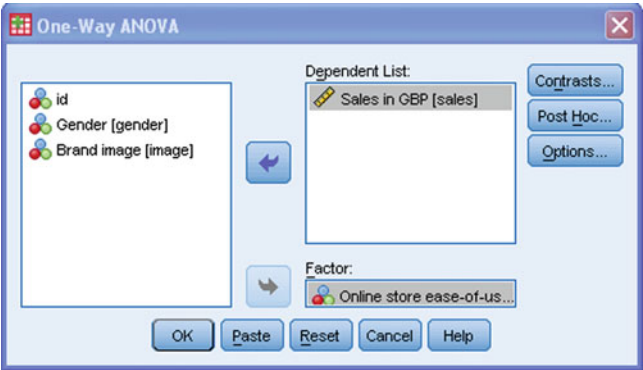 One-Way ANOVA
id
Gender [gender]
Brand image [image]
Dependent List:
Sales in GBP [sales]
Factor:
Online store ease-of-us...
Contrasts...
Post Hoc...
Options...
OK
Paste
Reset
Cancel
Help